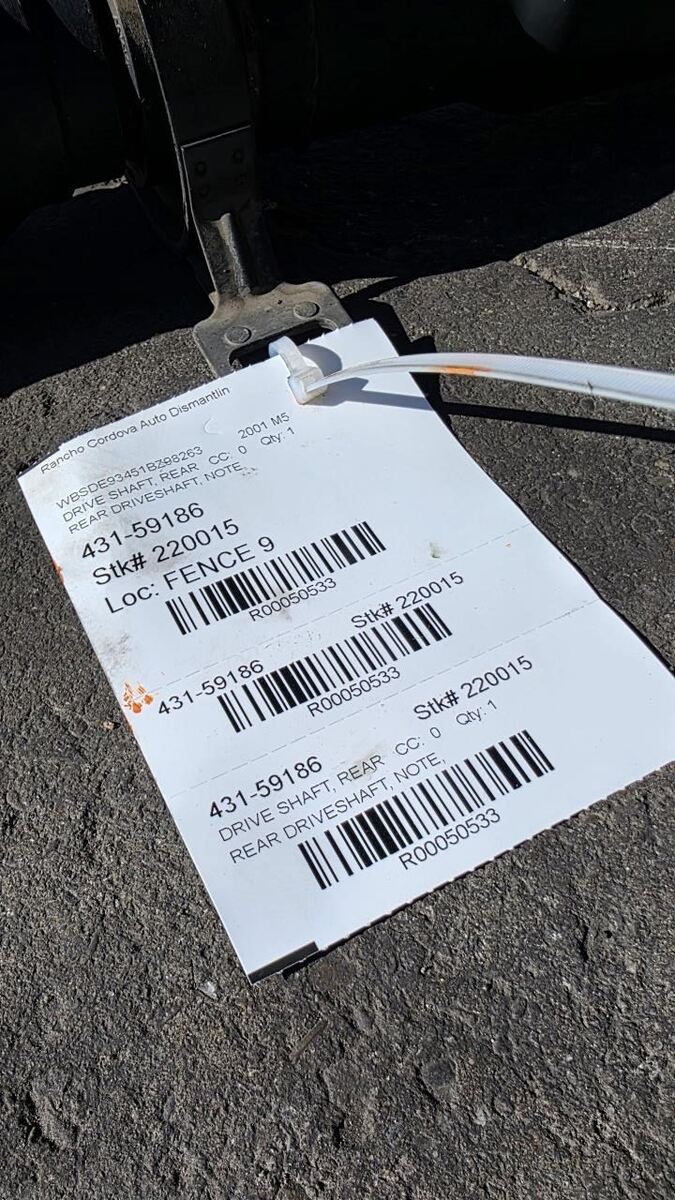 Rancho Cordova Auto Dismantlin
WBSDE93451BZ98263 2001 M5
DRIVE SHAFT, REAR CC: 0 Qty: 1
REAR DRIVESHAFT, NOTE,
431-59186
Stk# 220015
Loc: FENCE 9
R00050533
431-59186 Stk# 220015
R00050533
431-59186 Stk# 220015
DRIVE SHAFT, REAR CC: 0 Qty: 1
REAR DRIVESHAFT, NOTE,
R00050533